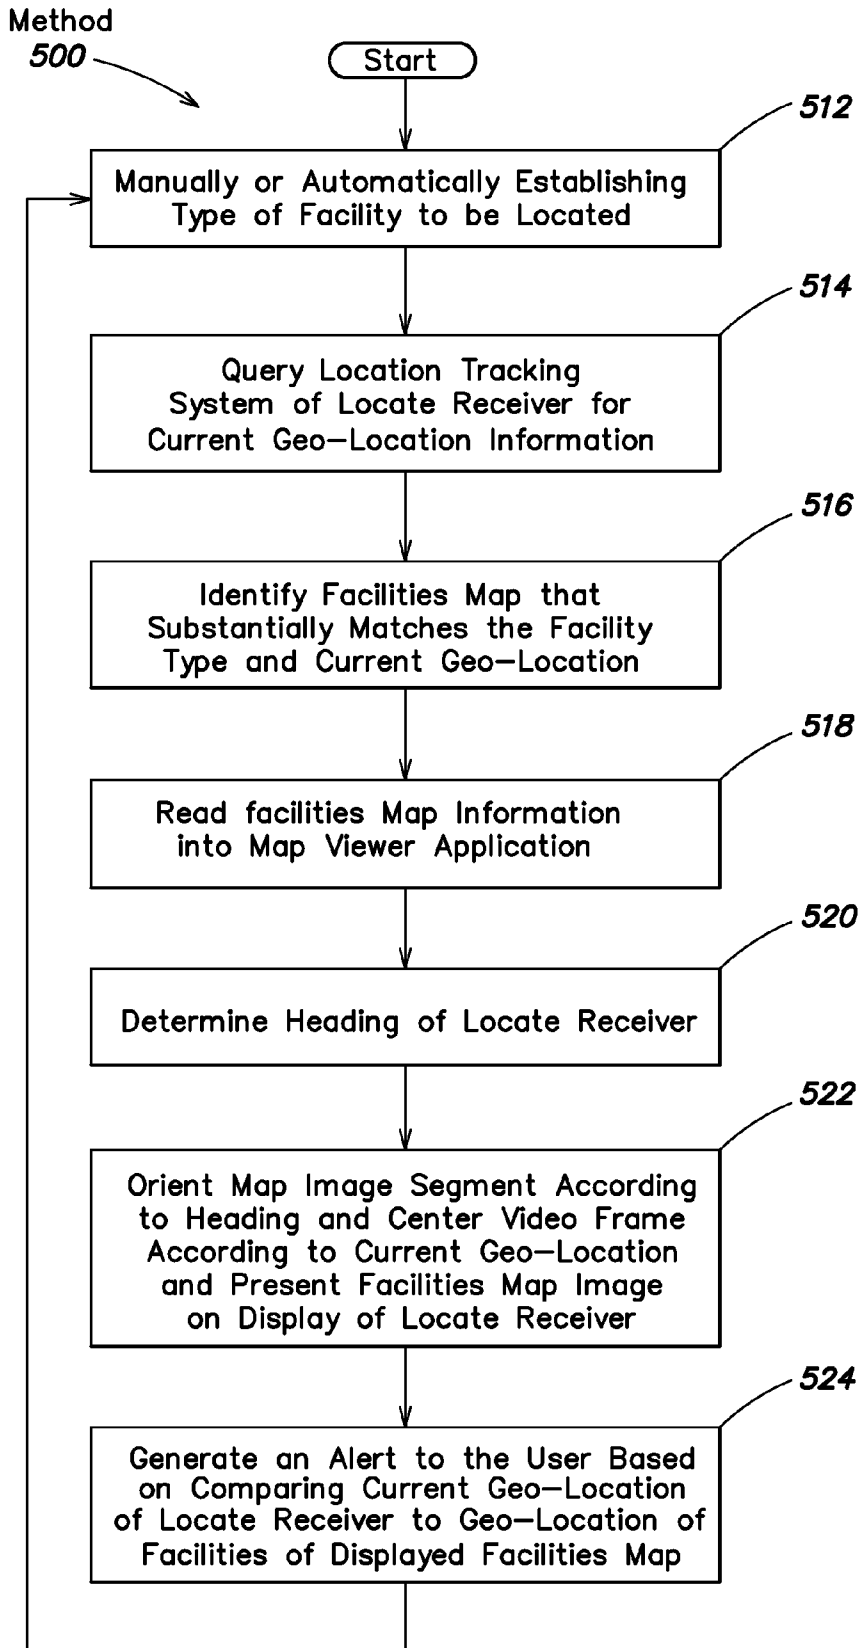 Method
500
Start
512
Manually or Automatically Establishing
Type of Facility to be Located
514
Query Location Tracking
System of Locate Receiver for
Current Geo-Location Information
516
Identify Facilities Map that
Substantially Matches the Facility
Type and Current Geo-Location
518
Read facilities Map Information
into Map Viewer Application
520
Determine Heading of Locate Receiver
522
Orient Map Image Segment According
to Heading and Center Video Frame
According to Current Geo-Location
and Present Facilities Map Image
on Display of Locate Receiver
524
Generate an Alert to the User Based
on Comparing Current Geo-Location
of Locate Receiver to Geo-Location of
Facilities of Displayed Facilities Map